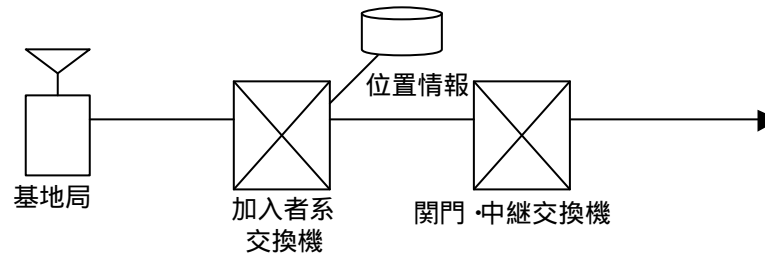 位置情報
基地局
加入者系
交換機
関門・中継交換機